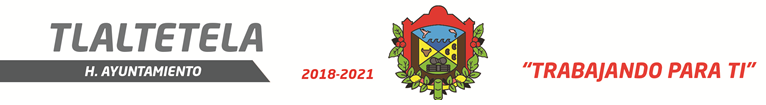 TLALTETELA
H. AYUNTAMIENTO
2018-2021
“TRABAJANDO PARA TI”